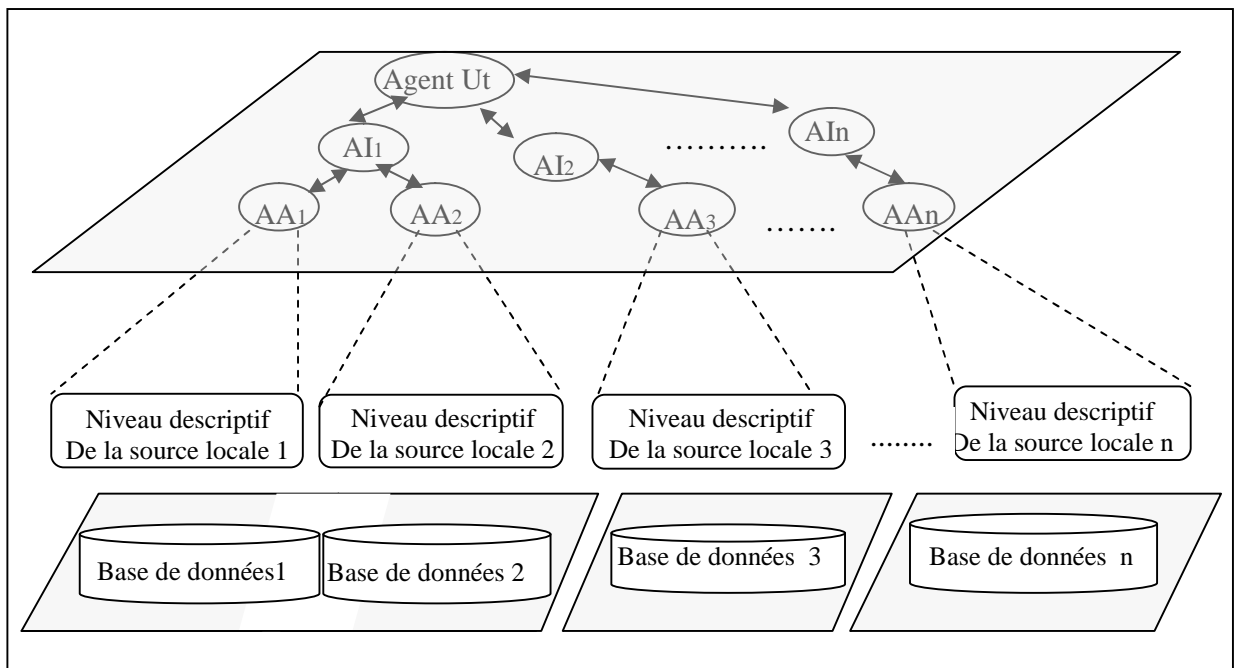 Agent Ut
AI1
AI2
……….
AIn
AA1
AA2
AA3
…….
AAn
Niveau descriptif
De la source locale 1
Niveau descriptif
De la source locale 2
Niveau descriptif
De la source locale 3
........
Niveau descriptif
De la source locale n
Base de données1
Base de données 2
Base de données 3
Base de données n